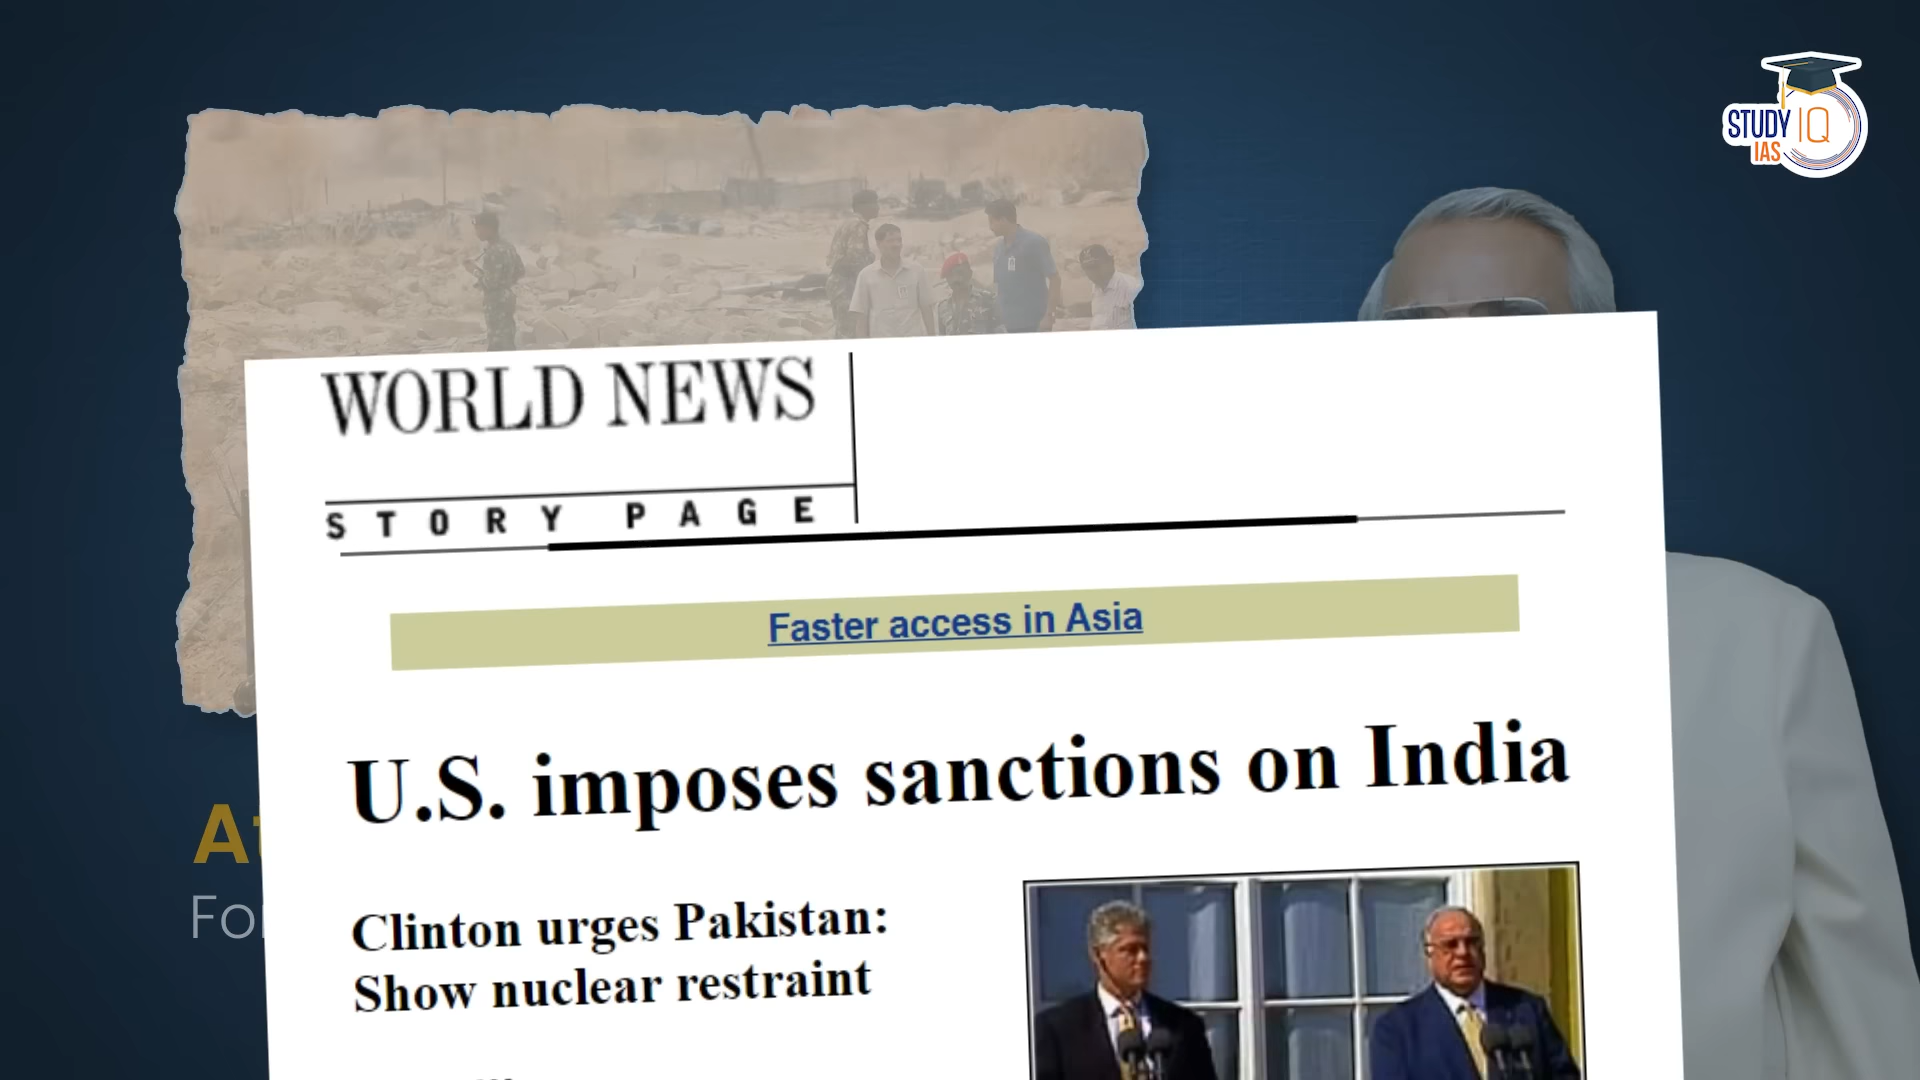 STUDY IQ
IAS
WORLD NEWS
STORY PAGE
Faster access in Asia
U.S. imposes sanctions on India
Clinton urges Pakistan:
Show nuclear restraint